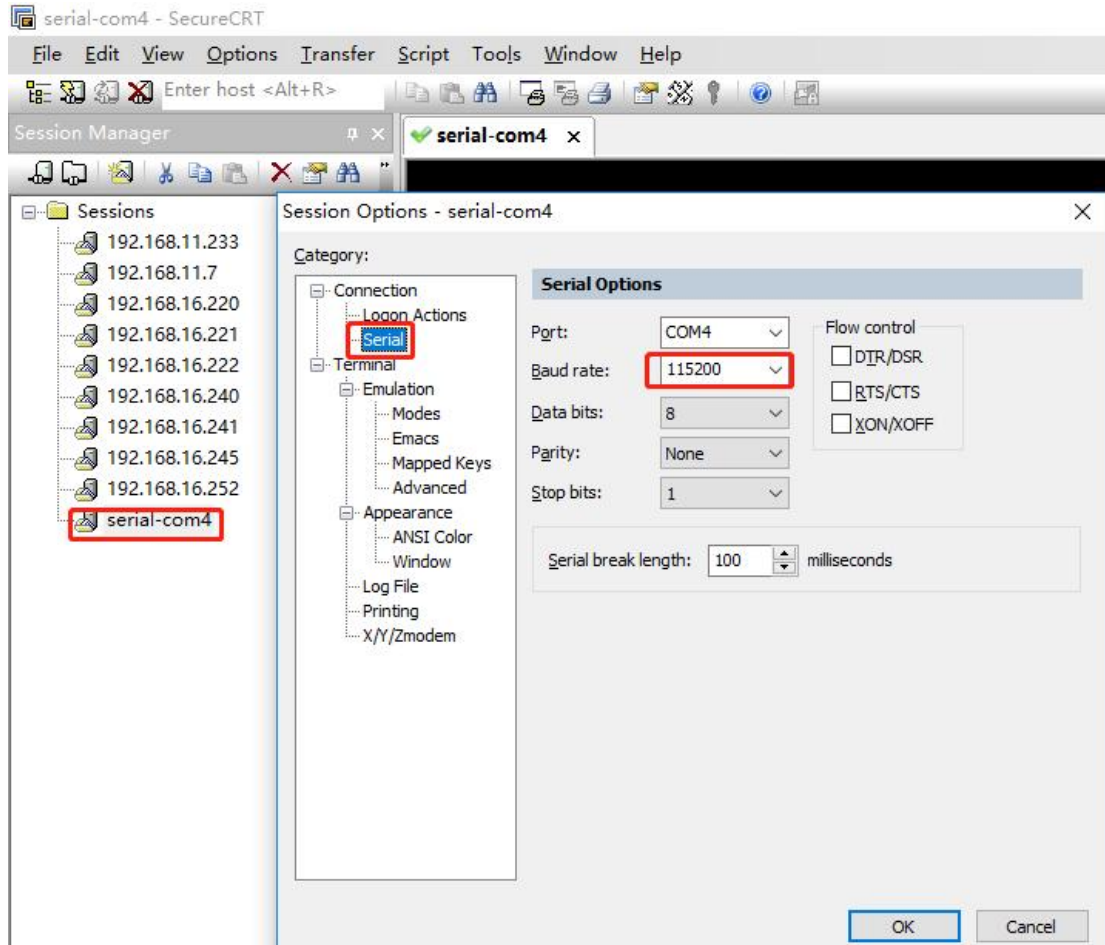 serial-com4 - SecureCRT
File Edit View Options Transfer Script Tools Window Help
Enter host <Alt+R>
Session Manager
serial-com4
Sessions
192.168.11.233
192.168.11.7
192.168.16.220
192.168.16.221
192.168.16.222
192.168.16.240
192.168.16.241
192.168.16.245
192.168.16.252
serial-com4
Session Options - serial-com4
Category:
Connection
Logon Actions
Serial
Terminal
Emulation
Modes
Emacs
Mapped Keys
Advanced
Appearance
ANSI Color
Window
Log File
Printing
X/Y/Zmodem
Serial Options
Port: COM4
Baud rate: 115200
Data bits: 8
Parity: None
Stop bits: 1
Flow control
DTR/DSR
RTS/CTS
XON/XOFF
Serial break length: 100 milliseconds
OK Cancel